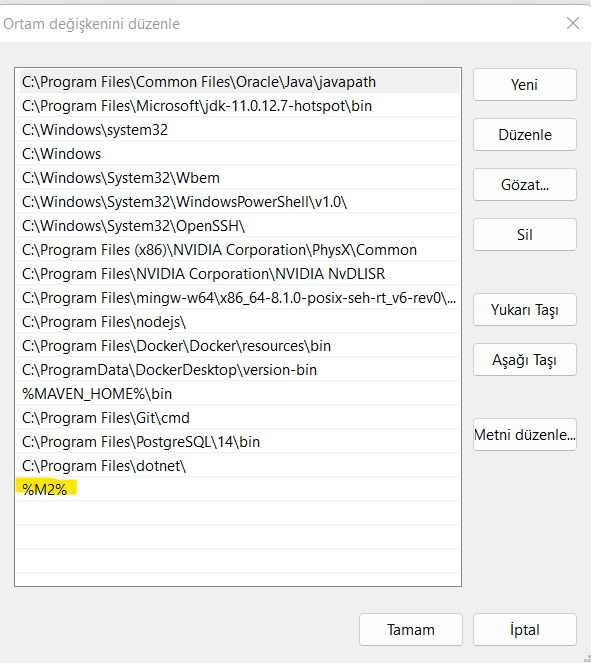 Ortam değişkenini düzenle
C:\Program Files\Common Files\Oracle\Java\javapath
C:\Program Files\Microsoft\jdk-11.0.12.7-hotspot\bin
C:\Windows\system32
C:\Windows
C:\Windows\System32\Wbem
C:\Windows\System32\WindowsPowerShell\v1.0\
C:\Windows\System32\OpenSSH\
C:\Program Files (x86)\NVIDIA Corporation\PhysX\Common
C:\Program Files\NVIDIA Corporation\NVIDIA NvDLISR
C:\Program Files\mingw-w64\x86_64-8.1.0-posix-seh-rt_v6-rev0\...
C:\Program Files\nodejs\
C:\Program Files\Docker\Docker\resources\bin
C:\ProgramData\DockerDesktop\version-bin
%MAVEN_HOME%\bin
C:\Program Files\Git\cmd
C:\Program Files\PostgreSQL\14\bin
C:\Program Files\dotnet\
%M2%
Yeni
Düzenle
Gözat...
Sil
Yukarı Taşı
Aşağı Taşı
Metni düzenle...
Tamam
İptal